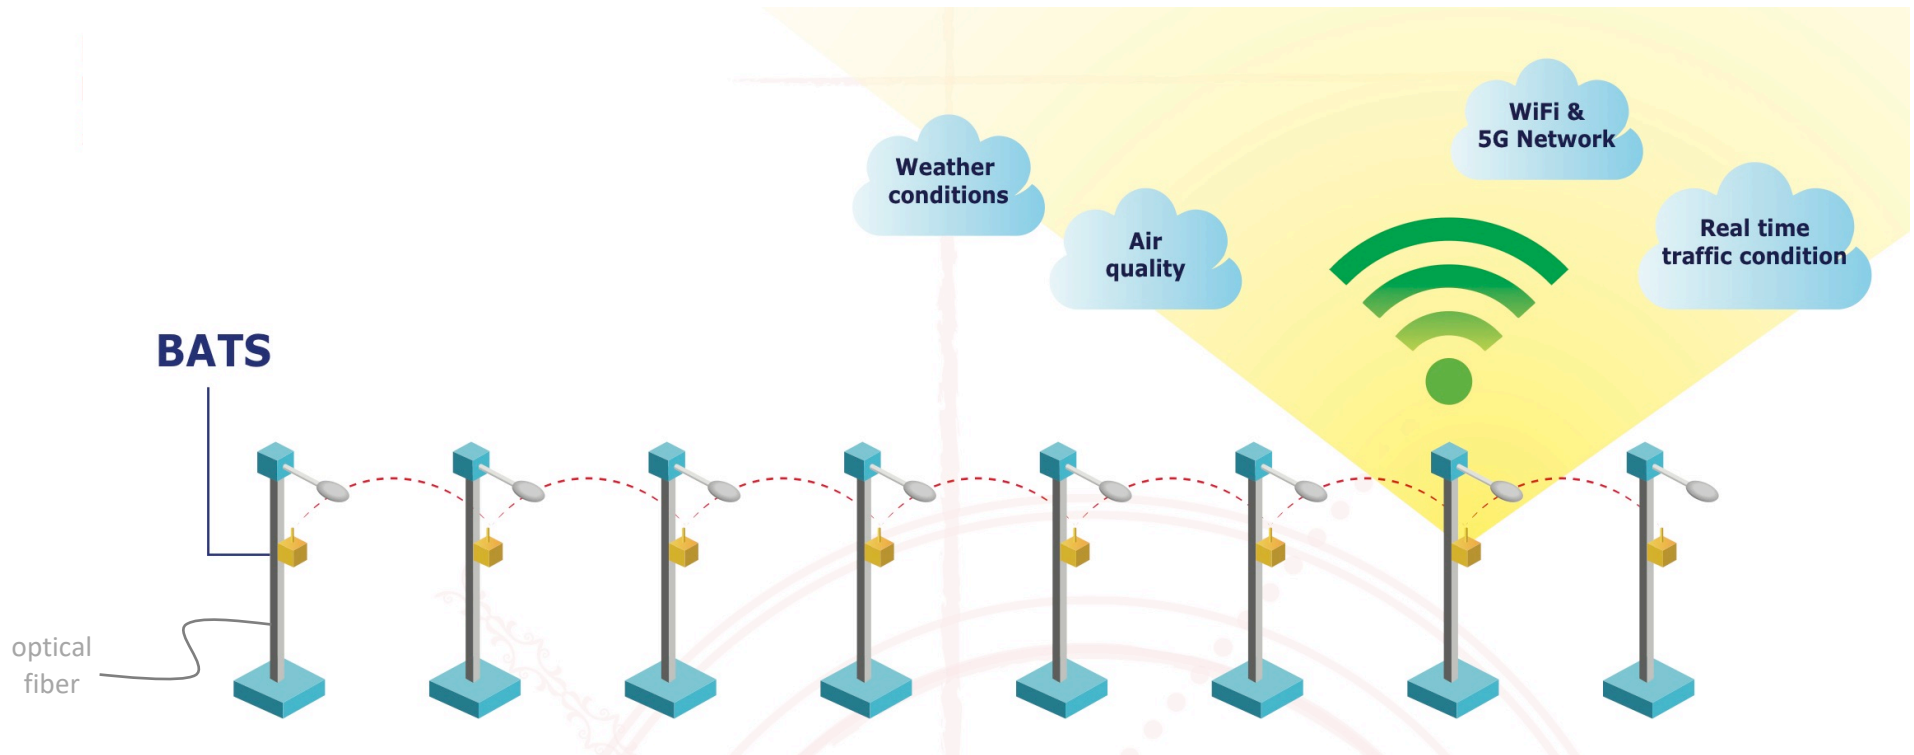 WiFi &
5G Network
Weather
conditions
Air
quality
Real time
traffic condition
BATS
optical
fiber